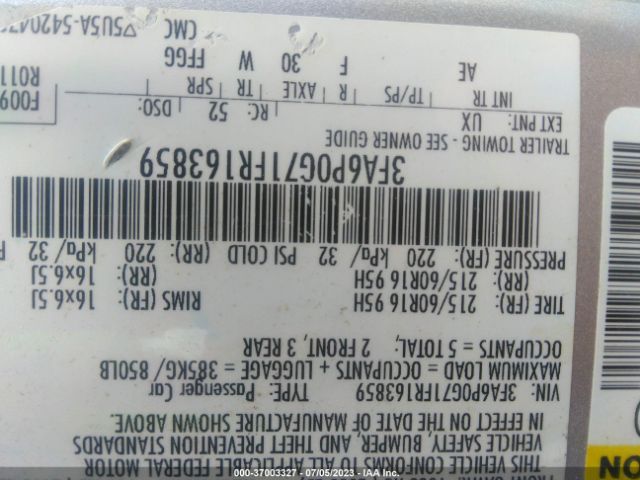 THIS VEHICLE CONFORMS TO ALL APPLICABLE FEDERAL MOTOR
VEHICLE SAFETY, BUMPER, AND THEFT PREVENTION STANDARDS
IN EFFECT ON THE DATE OF MANUFACTURE SHOWN ABOVE.
VIN: 3FA6P0G71FR163859 TYPE: Passenger Car
MAXIMUM LOAD = OCCUPANTS + LUGGAGE = 385KG/ 850LB
OCCUPANTS = 5 TOTAL, 2 FRONT, 3 REAR
TIRE (FR): 215/60R16 95H RIMS (FR): 16x6.5J
(RR): 215/60R16 95H (RR): 16x6.5J
PRESSURE (FR): 220 kPa/ 32 PSI COLD (RR): 220 kPa/ 32
3FA6P0G71FR163859
TRAILER TOWING - SEE OWNER GUIDE
EXT PNT: UX RC: 52 DSO: F009
INT TR TP/PS R AXLE TR SPR R011
AE F 30 W FFGG
CMC
ON
000-37003327 - 07/05/2023 -